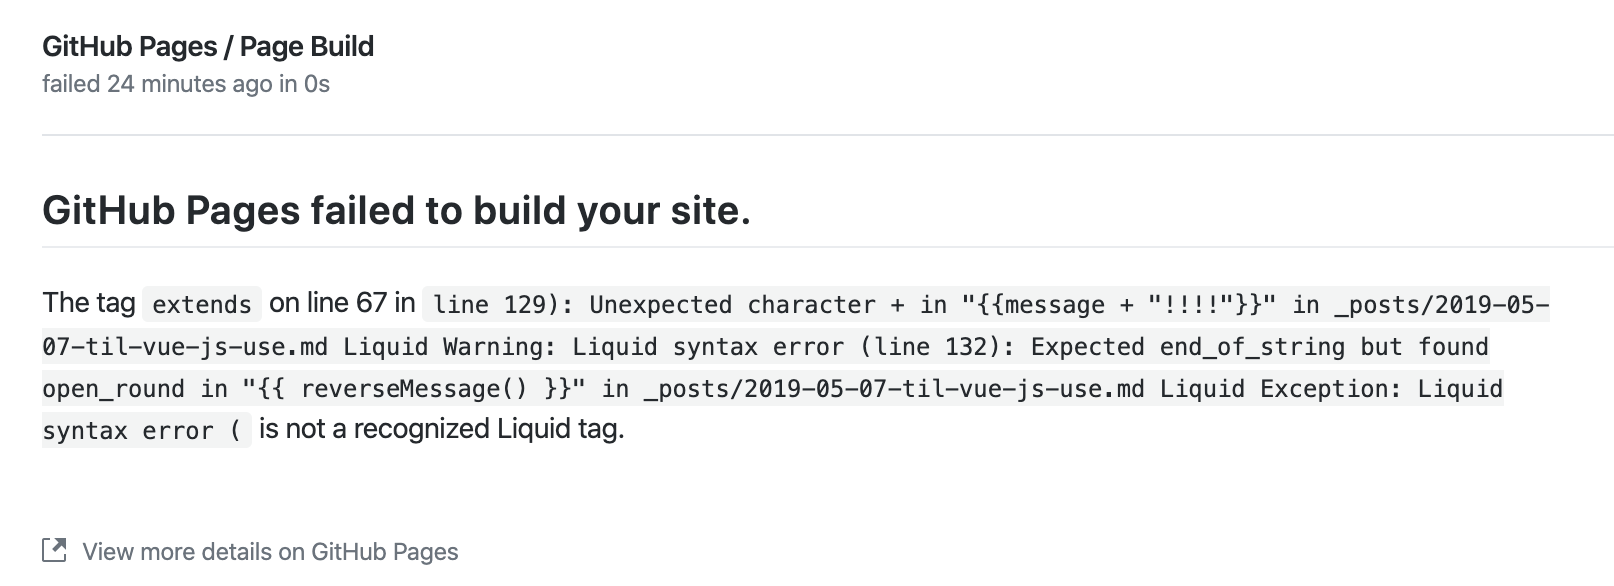 GitHub Pages / Page Build
failed 24 minutes ago in 0s
GitHub Pages failed to build your site.
The tag extends on line 67 in line 129): Unexpected character + in "{{message + "!!!!"}}" in _posts/2019-05-
07-til-vue-js-use.md Liquid Warning: Liquid syntax error (line 132): Expected end_of_string but found
open_round in "{{ reverseMessage() }}" in _posts/2019-05-07-til-vue-js-use.md Liquid Exception: Liquid
syntax error ( is not a recognized Liquid tag.
View more details on GitHub Pages